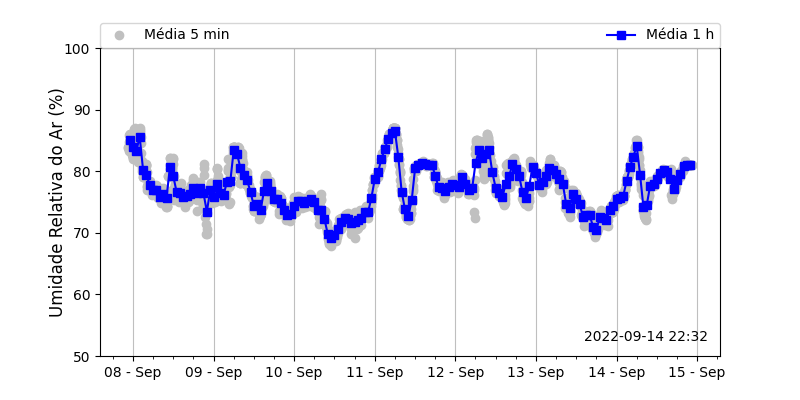 Média 5 min
Média 1 h
Umidade Relativa do Ar (%)
100
90
80
70
60
50
2022-09-14 22:32
08 - Sep
09 - Sep
10 - Sep
11 - Sep
12 - Sep
13 - Sep
14 - Sep
15 - Sep